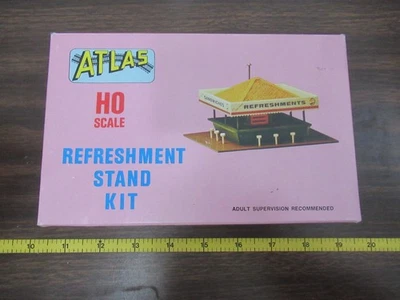 ATLAS
HO
SCALE
REFRESHMENT
STAND
KIT
REFRESHMENTS
ADULT SUPERVISION RECOMMENDED
10 11 12 13 14 15 16 17 18 19 20